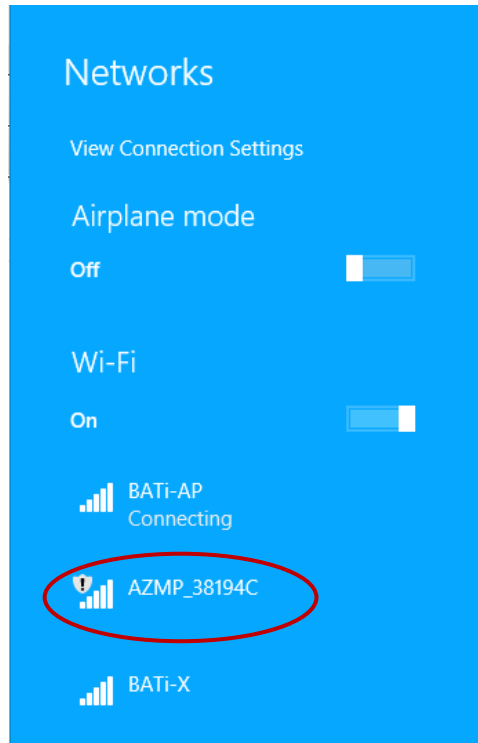 Networks
View Connection Settings
Airplane mode
Off
Wi-Fi
On
BATi-AP
Connecting
AZMP_38194C
BATi-X